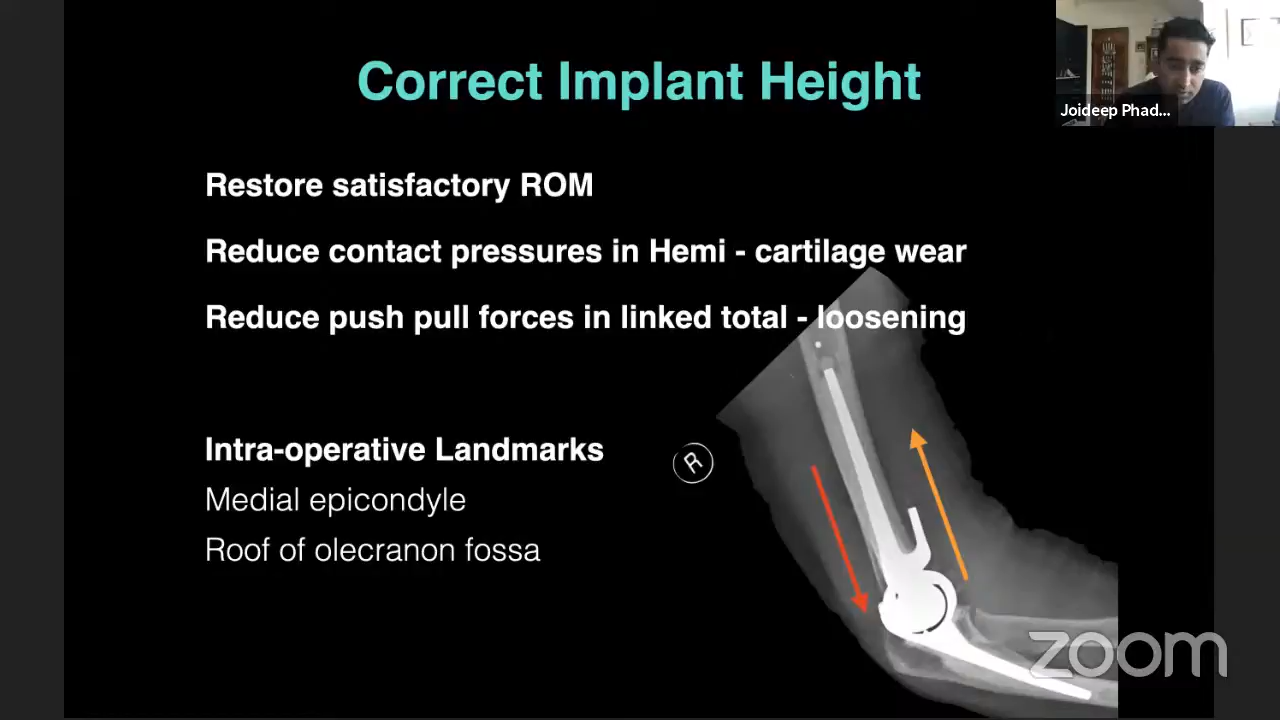 Correct Implant Height
Joideep Phad...
Restore satisfactory ROM
Reduce contact pressures in Hemi - cartilage wear
Reduce push pull forces in linked total - loosening
Intra-operative Landmarks
R
Medial epicondyle
Roof of olecranon fossa
zoom